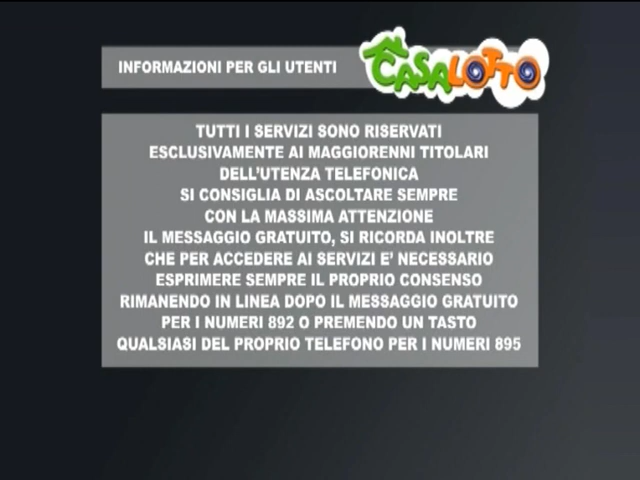 INFORMAZIONI PER GLI UTENTI
CASALOTTO
TUTTI I SERVIZI SONO RISERVATI
ESCLUSIVAMENTE AI MAGGIORENNI TITOLARI
DELL'UTENZA TELEFONICA
SI CONSIGLIA DI ASCOLTARE SEMPRE
CON LA MASSIMA ATTENZIONE
IL MESSAGGIO GRATUITO, SI RICORDA INOLTRE
CHE PER ACCEDERE AI SERVIZI E' NECESSARIO
ESPRIMERE SEMPRE IL PROPRIO CONSENSO
RIMANENDO IN LINEA DOPO IL MESSAGGIO GRATUITO
PER I NUMERI 892 O PREMENDO UN TASTO
QUALSIASI DEL PROPRIO TELEFONO PER I NUMERI 895